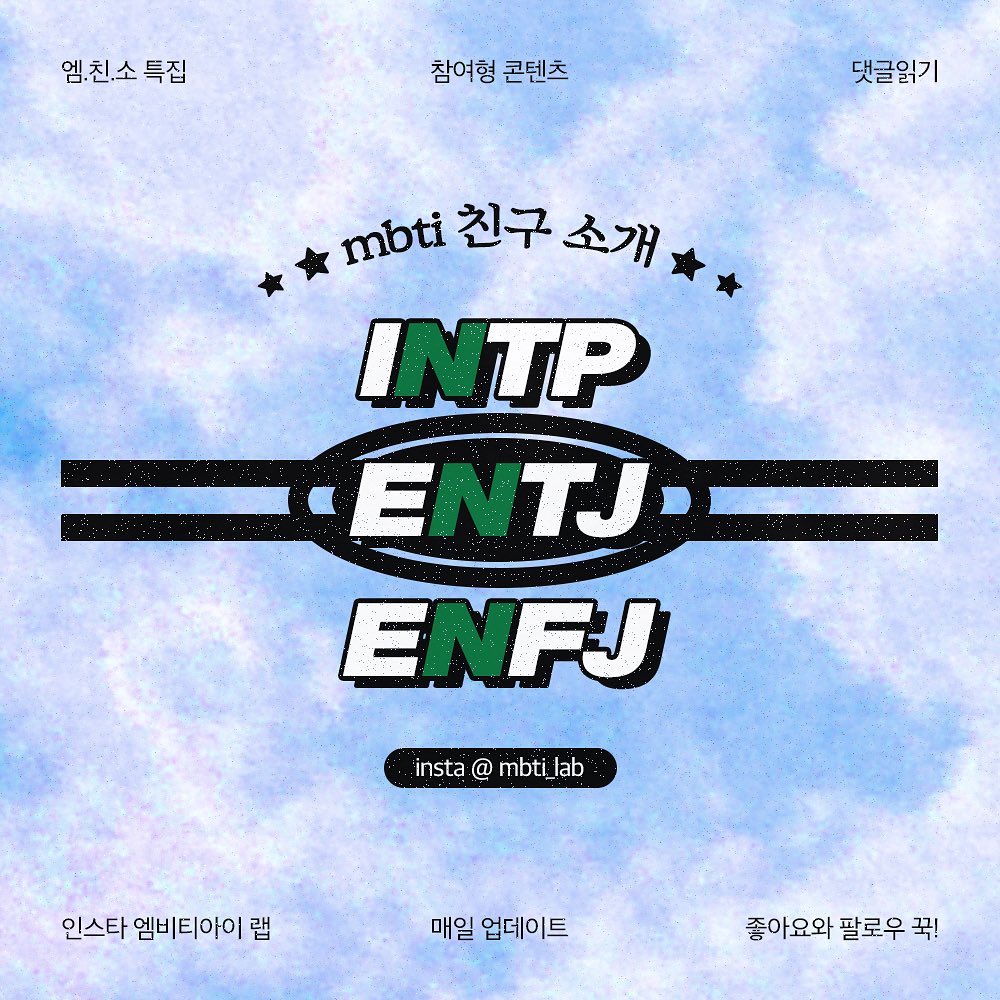 엠.친.소 특집
참여형 콘텐츠
댓글읽기
mbti 친구 소개
INTP
ENTJ
ENFJ
insta @ mbti_lab
인스타 엠비티아이 랩
매일 업데이트
좋아요와 팔로우 꾹!